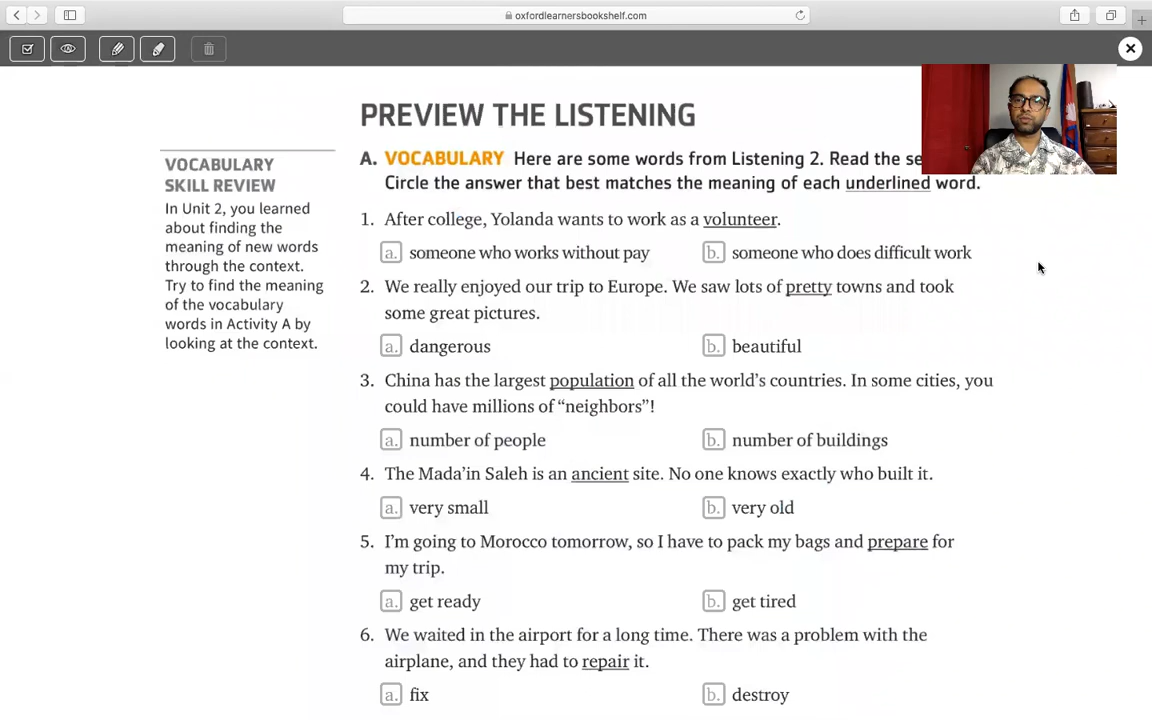 oxfordlearnersbookshelf.com
PREVIEW THE LISTENING
VOCABULARY
SKILL REVIEW
In Unit 2, you learned
about finding the
meaning of new words
through the context.
Try to find the meaning
of the vocabulary
words in Activity A by
looking at the context.
A. VOCABULARY Here are some words from Listening 2. Read the
Circle the answer that best matches the meaning of each underlined word.
1. After college, Yolanda wants to work as a volunteer.
a. someone who works without pay b. someone who does difficult work
2. We really enjoyed our trip to Europe. We saw lots of pretty towns and took
some great pictures.
a. dangerous b. beautiful
3. China has the largest population of all the world’s countries. In some cities, you
could have millions of “neighbors”!
a. number of people b. number of buildings
4. The Mada’in Saleh is an ancient site. No one knows exactly who built it.
a. very small b. very old
5. I’m going to Morocco tomorrow, so I have to pack my bags and prepare for
my trip.
a. get ready b. get tired
6. We waited in the airport for a long time. There was a problem with the
airplane, and they had to repair it.
a. fix b. destroy